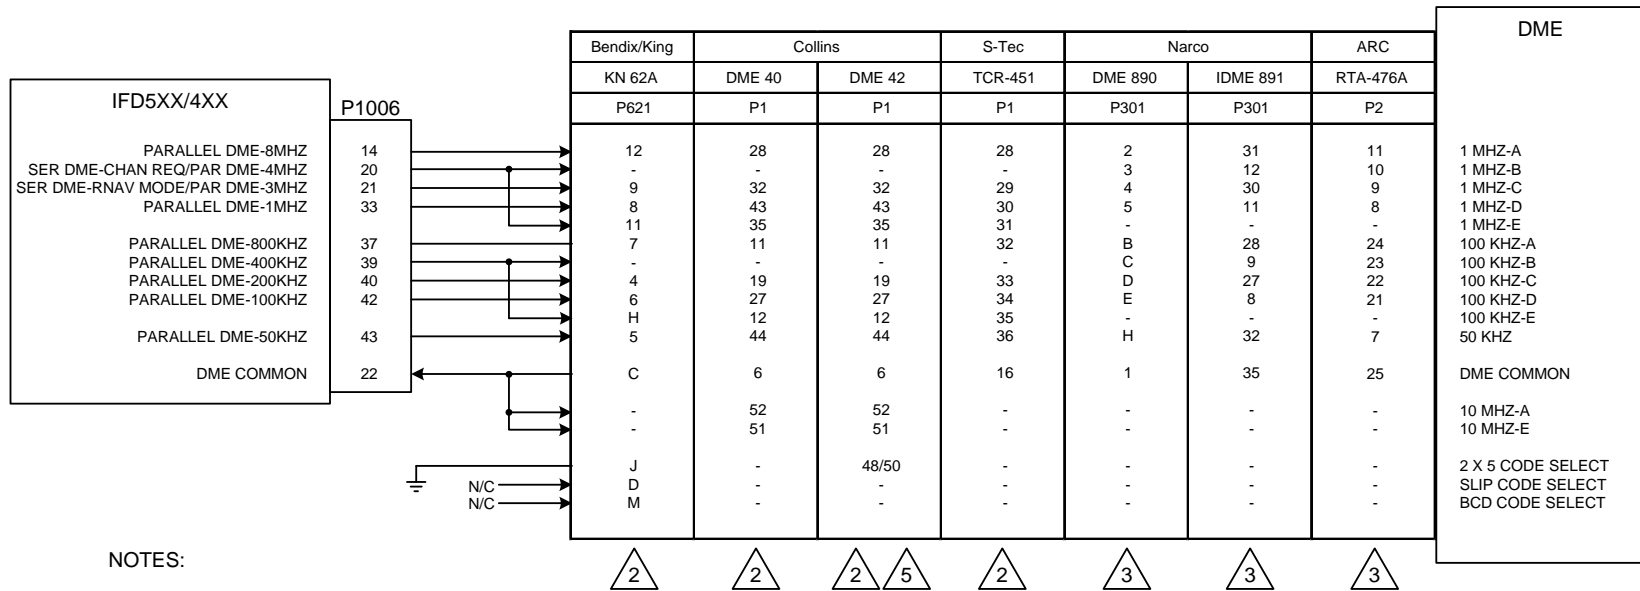 DME
Bendix/King Collins S-Tec Narco ARC
KN 62A DME 40 DME 42 TCR-451 DME 890 IDME 891 RTA-476A
IFD5XX/4XX P1006
P621 P1 P1 P1 P301 P301 P2
PARALLEL DME-8MHZ 14 12 28 28 28 2 31 11 1 MHZ-A
SER DME-CHAN REQ/PAR DME-4MHZ 20 - - - - 3 12 10 1 MHZ-B
SER DME-RNAV MODE/PAR DME-3MHZ 21 9 32 32 29 4 30 9 1 MHZ-C
PARALLEL DME-1MHZ 33 8 43 43 30 5 11 8 1 MHZ-D
11 35 35 31 - - - 1 MHZ-E
PARALLEL DME-800KHZ 37 7 11 11 32 B 28 24 100 KHZ-A
PARALLEL DME-400KHZ 39 - - - - C 9 23 100 KHZ-B
PARALLEL DME-200KHZ 40 4 19 19 33 D 27 22 100 KHZ-C
PARALLEL DME-100KHZ 42 6 27 27 34 E 8 21 100 KHZ-D
H 12 12 35 - - - 100 KHZ-E
PARALLEL DME-50KHZ 43 5 44 44 36 H 32 7 50 KHZ
DME COMMON 22 C 6 6 16 1 35 25 DME COMMON
- 52 52 - - - - 10 MHZ-A
- 51 51 - - - - 10 MHZ-E
J - 48/50 - - - - 2 X 5 CODE SELECT
N/C D - - - - - - SLIP CODE SELECT
N/C M - - - - - - BCD CODE SELECT
NOTES:
2 2 2 5 2 3 3 3